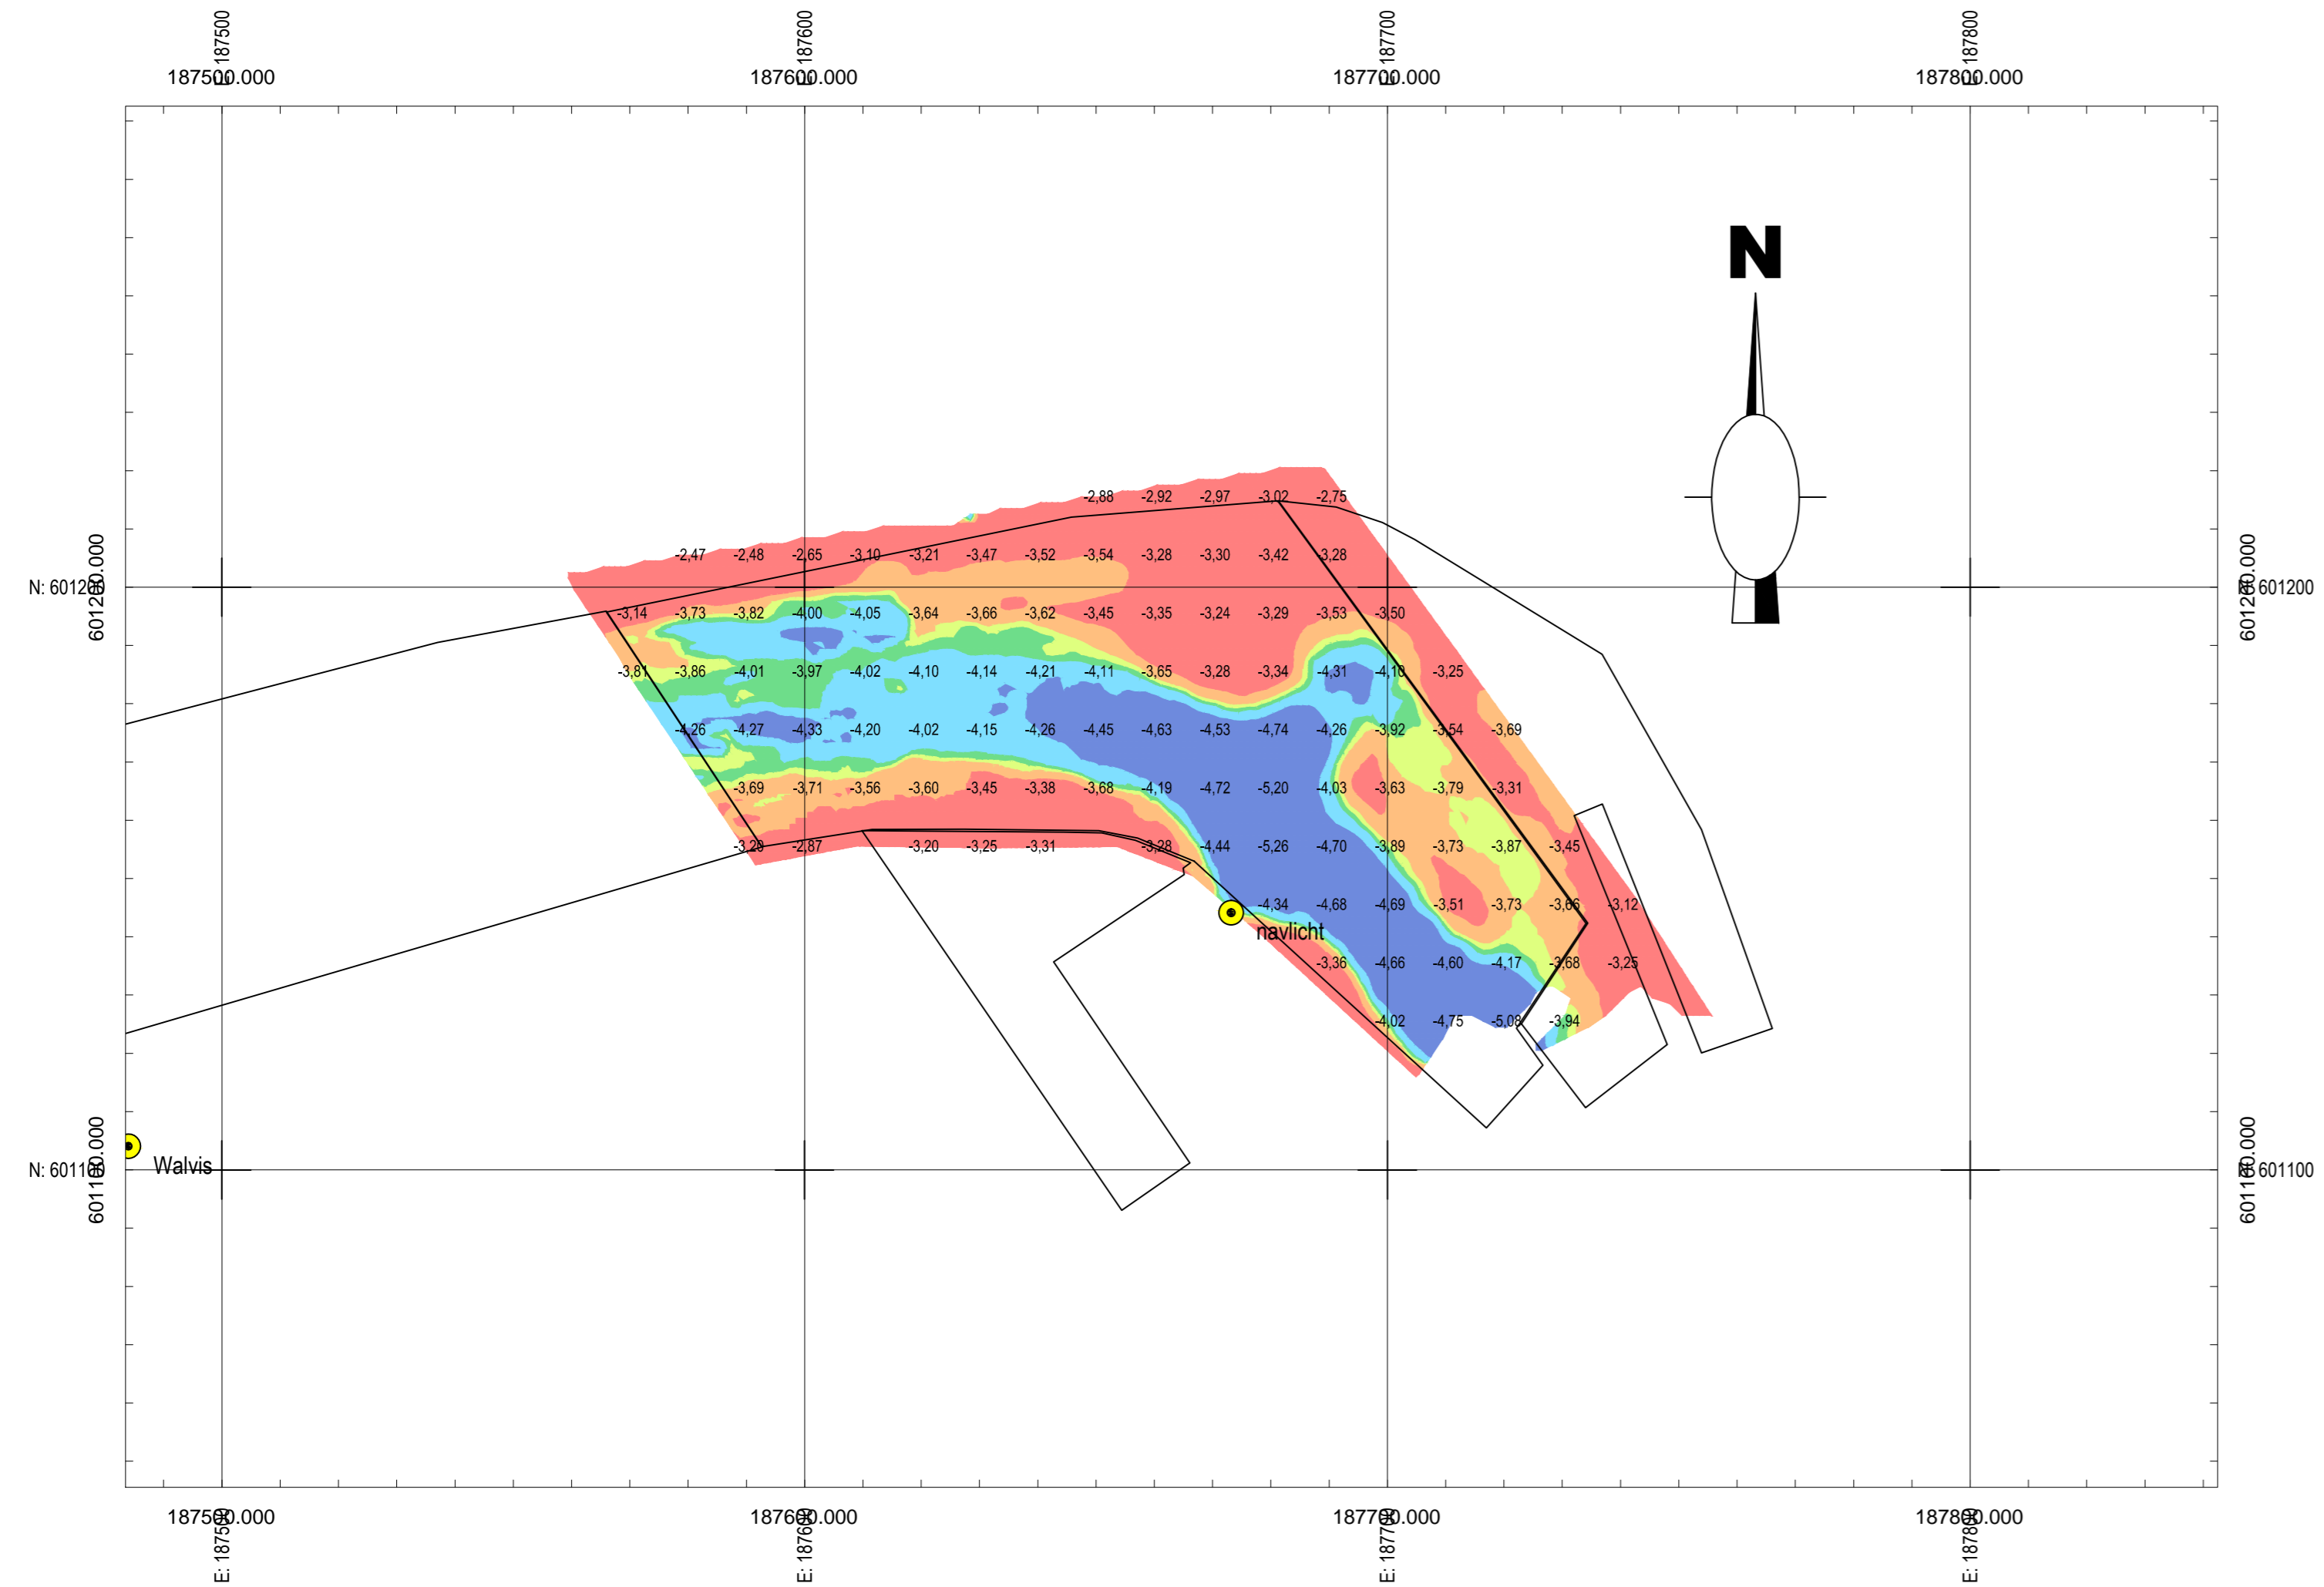 E: 187500 E: 187600 E: 187700 E: 187800
187500.000 187600.000 187700.000 187800.000
N
-2,88 -2,92 -2,97 -3,02 -2,75
-2,47 -2,48 -2,65 -3,10 -3,21 -3,47 -3,52 -3,54 -3,28 -3,30 -3,42 -3,28
N: 601200 601200.000 601200.000 N: 601200
-3,14 -3,73 -3,82 -4,00 -4,05 -3,64 -3,66 -3,62 -3,45 -3,35 -3,24 -3,29 -3,53 -3,50
-3,81 -3,86 -4,01 -3,97 -4,02 -4,10 -4,14 -4,21 -4,11 -3,65 -3,28 -3,34 -4,31 -4,10 -3,25
-4,26 -4,27 -4,33 -4,20 -4,02 -4,15 -4,26 -4,45 -4,63 -4,53 -4,74 -4,26 -3,92 -3,54 -3,69
-3,69 -3,71 -3,56 -3,60 -3,45 -3,38 -3,68 -4,19 -4,72 -5,20 -4,03 -3,63 -3,79 -3,31
-2,87 -3,20 -3,25 -3,31 -3,28 -4,44 -5,26 -4,70 -3,89 -3,73 -3,87 -3,45
-4,34 -4,68 -4,69 -3,51 -3,73 -3,66 -3,12
navlicht
-3,36 -4,66 -4,60 -4,17 -3,68 -3,25
-4,02 -4,75 -5,08 -3,94
Walvis
N: 601100 601100.000 601100.000 N: 601100
187500.000 187600.000 187700.000 187800.000
E: 187500 E: 187600 E: 187700 E: 187800